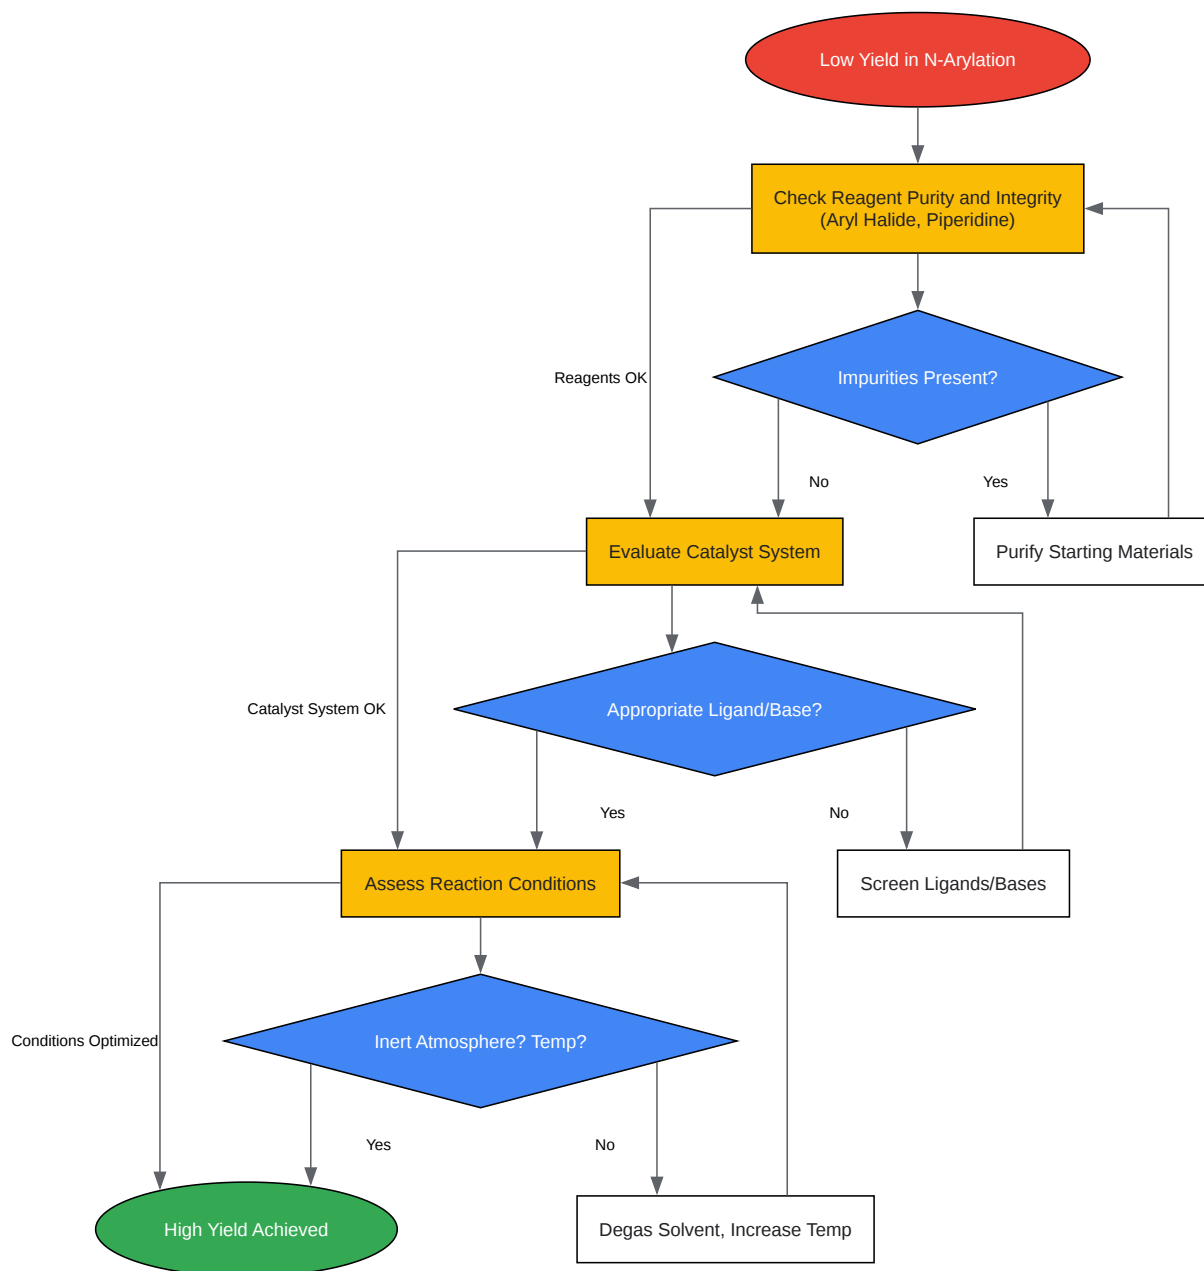 Low Yield in N-Arylation
Check Reagent Purity and Integrity
(Aryl Halide, Piperidine)
Reagents OK
Impurities Present?
No
Yes
Evaluate Catalyst System
Purify Starting Materials
Catalyst System OK
Appropriate Ligand/Base?
Yes
No
Assess Reaction Conditions
Screen Ligands/Bases
Conditions Optimized
Inert Atmosphere? Temp?
Yes
No
High Yield Achieved
Degas Solvent, Increase Temp